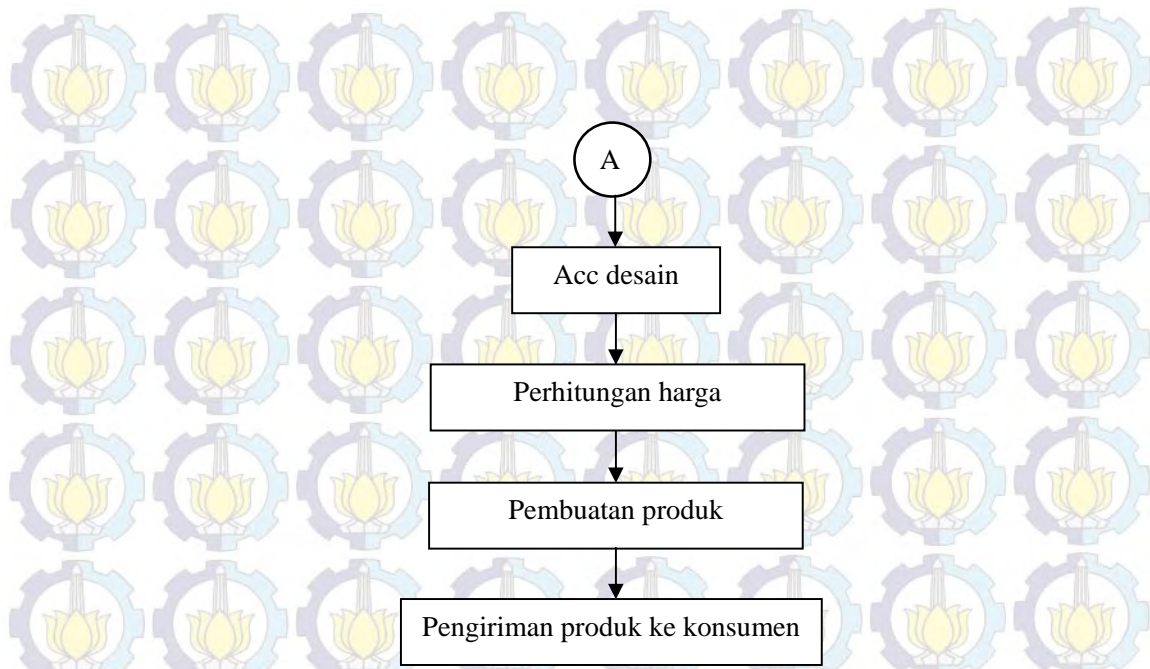 A
Acc desain
Perhitungan harga
Pembuatan produk
Pengiriman produk ke konsumen